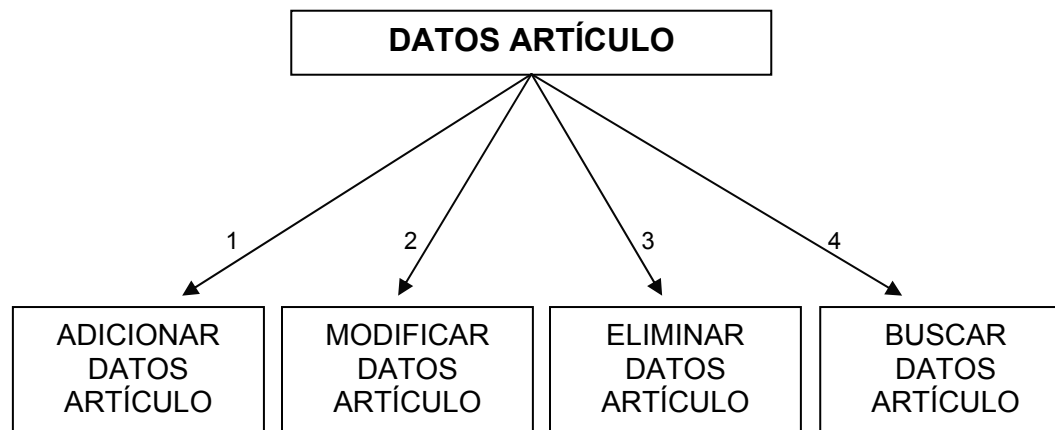 DATOS ARTÍCULO
1
2
3
4
ADICIONAR
DATOS
ARTÍCULO
MODIFICAR
DATOS
ARTÍCULO
ELIMINAR
DATOS
ARTÍCULO
BUSCAR
DATOS
ARTÍCULO